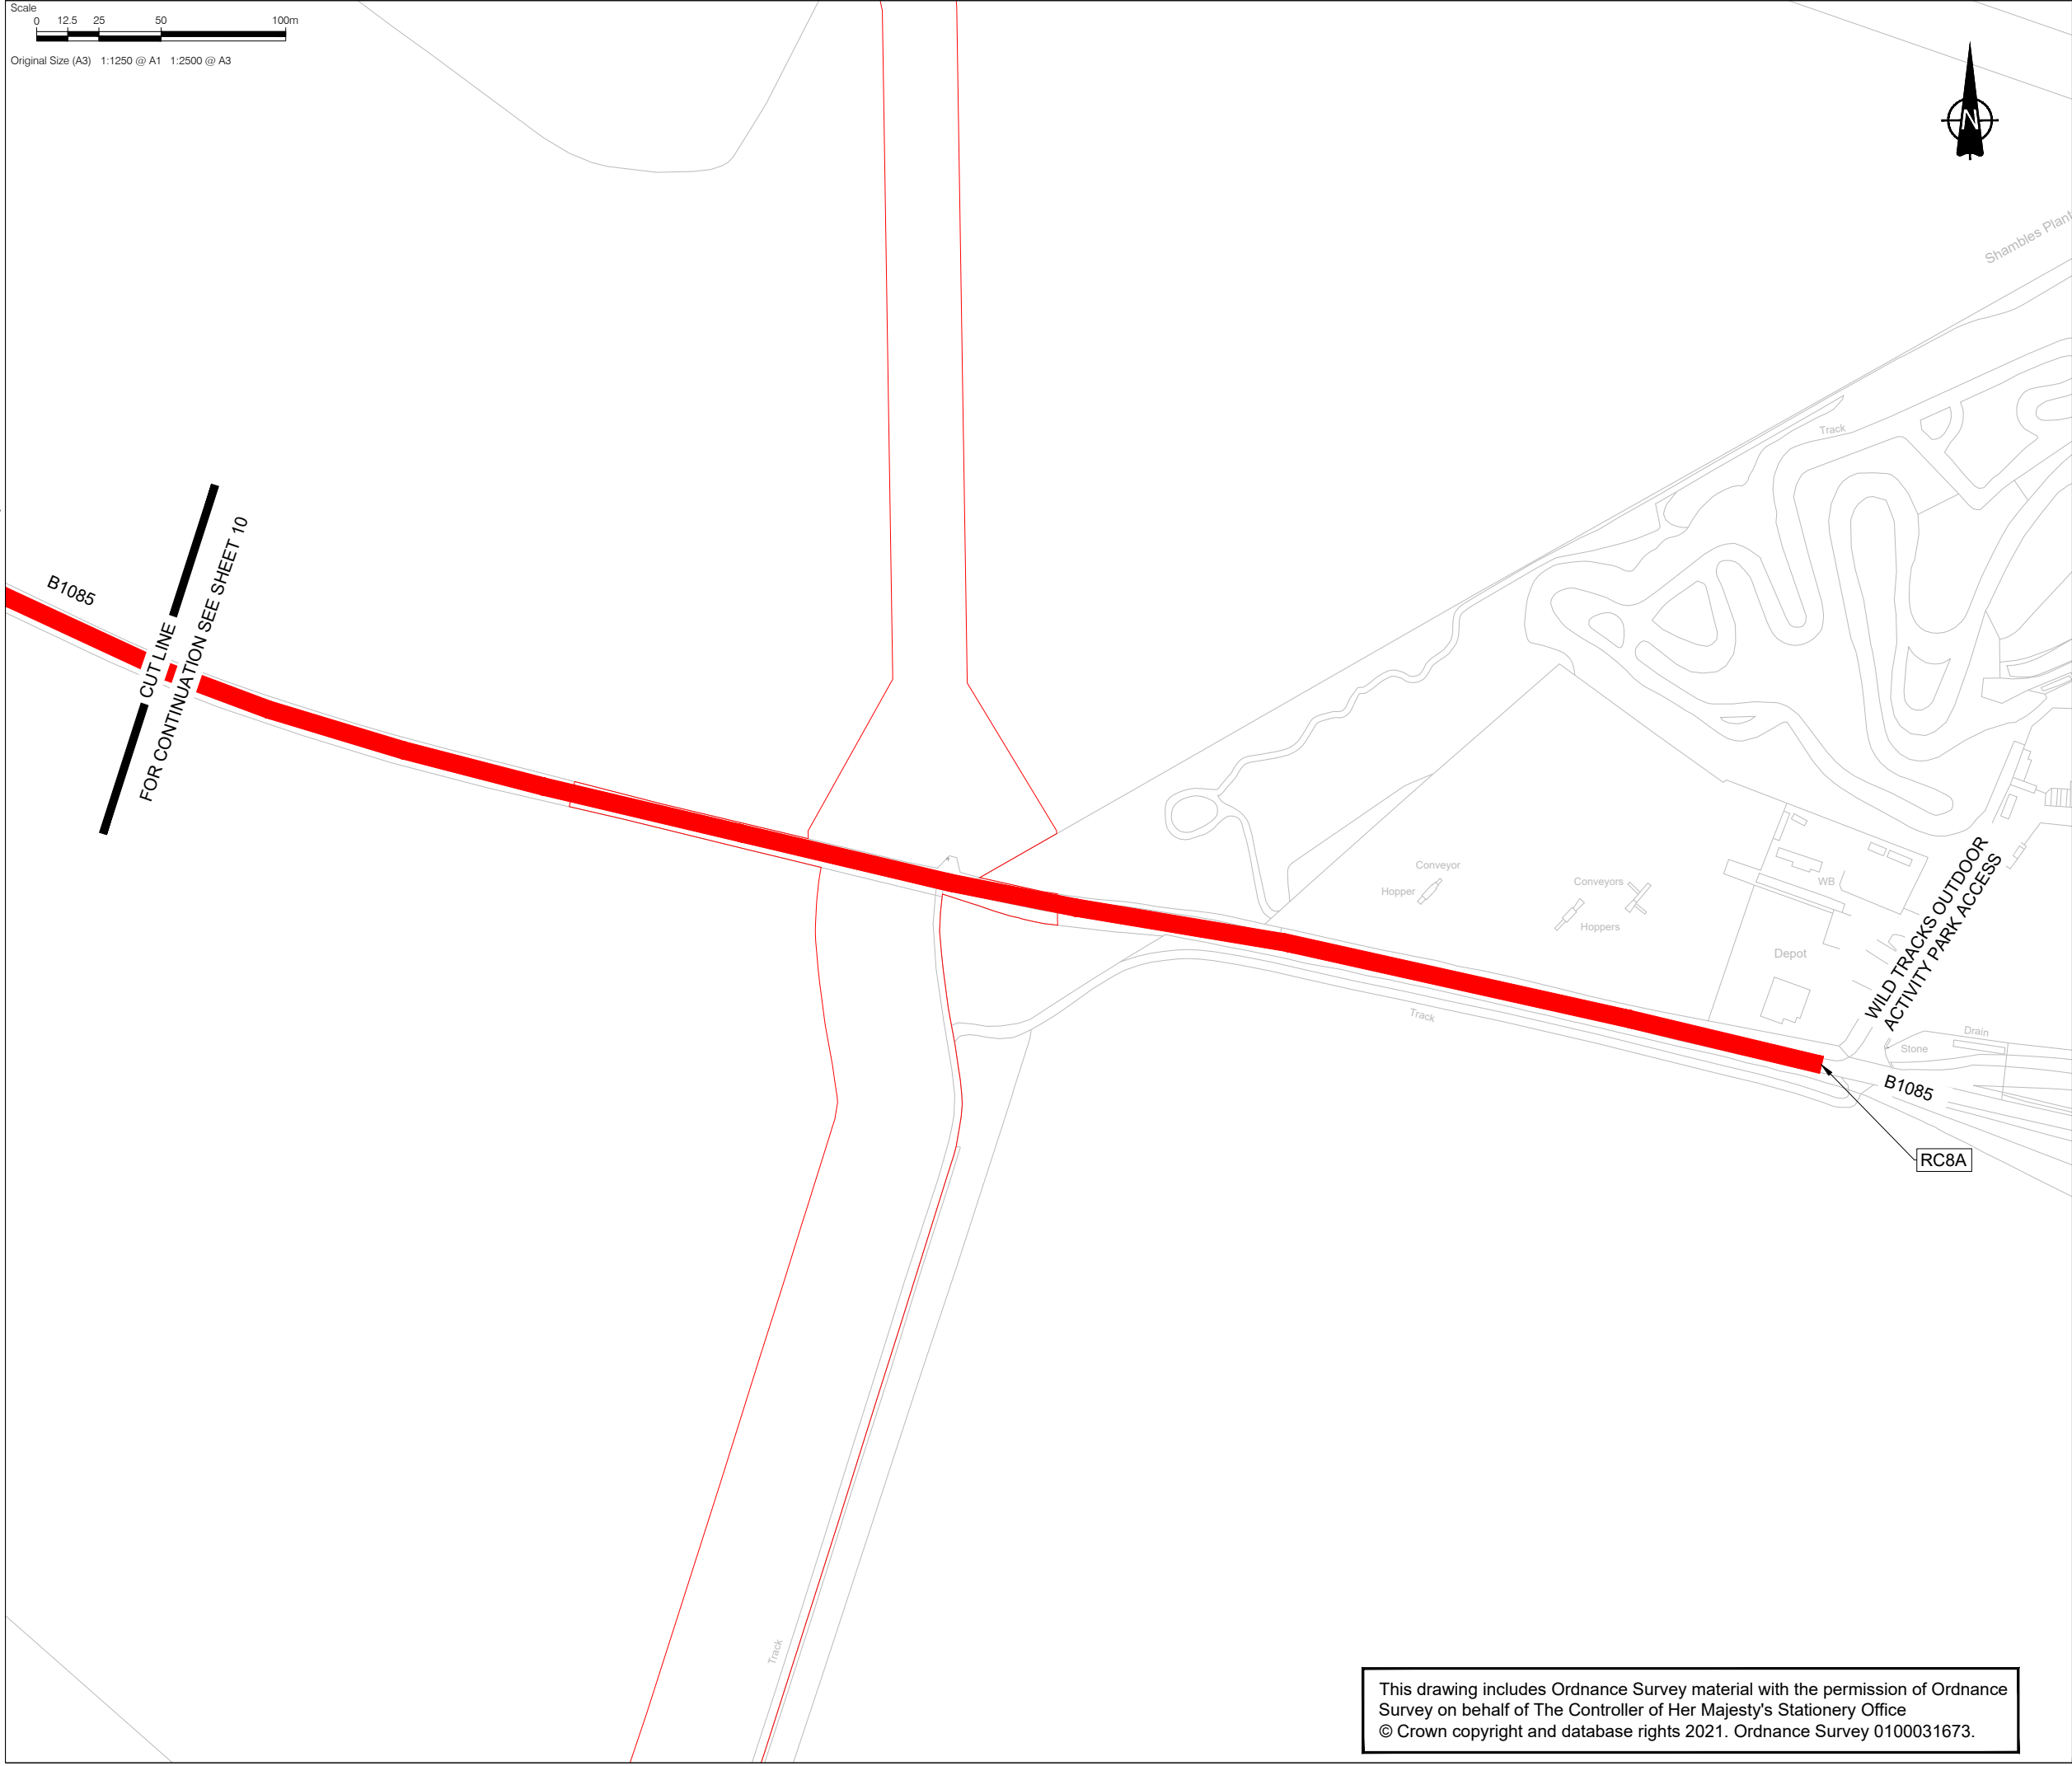 Scale
0 12.5 25 50 100m
Original Size (A3) 1:1250 @ A1 1:2500 @ A3
N
Track
B1085
CUT LINE
FOR CONTINUATION SEE SHEET 10
Conveyor
Hopper
Conveyors
Hoppers
WB
Depot
WILD TRACKS OUTDOOR
ACTIVITY PARK ACCESS
Track
Drain
Stone
B1085
RC8A
Track
This drawing includes Ordnance Survey material with the permission of Ordnance
Survey on behalf of The Controller of Her Majesty's Stationery Office
© Crown copyright and database rights 2021. Ordnance Survey 0100031673.
Shambles